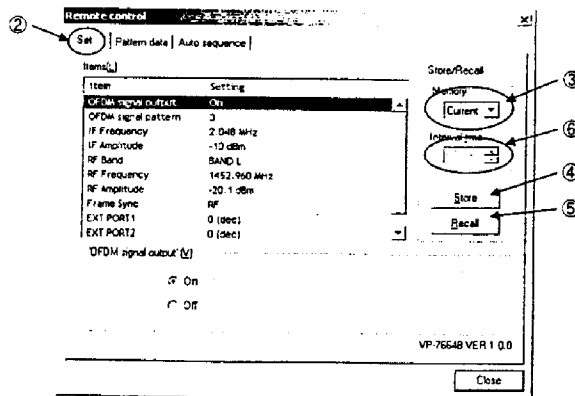 Remote control
②
Set Pattern data Auto sequence
Items(L)
Item Setting
OFDM signal output On
OFDM signal pattern 3
IF Frequency 2.048 MHz
IF Amplitude -10 dBm
RF Band BAND L
RF Frequency 1452.960 MHz
RF Amplitude -20.1 dBm
Frame Sync RF
EXT PORT1 0 (dec)
EXT PORT2 0 (dec)
'OFDM signal output' (V)
On
Off
Store/Recall
Memory
③
Current
Interval time
⑥
④
Store
⑤
Recall
VP-7664B VER 1.0.0
Close